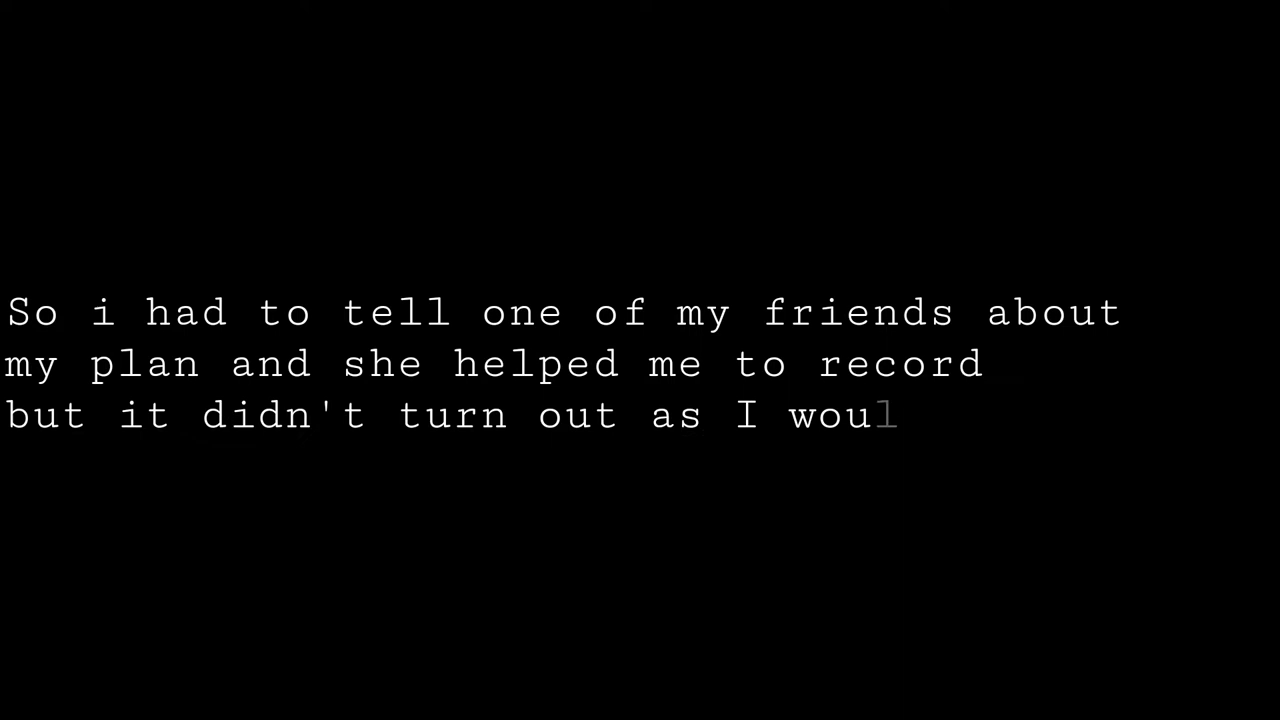 So i had to tell one of my friends about
my plan and she helped me to record
but it didn't turn out as I woul